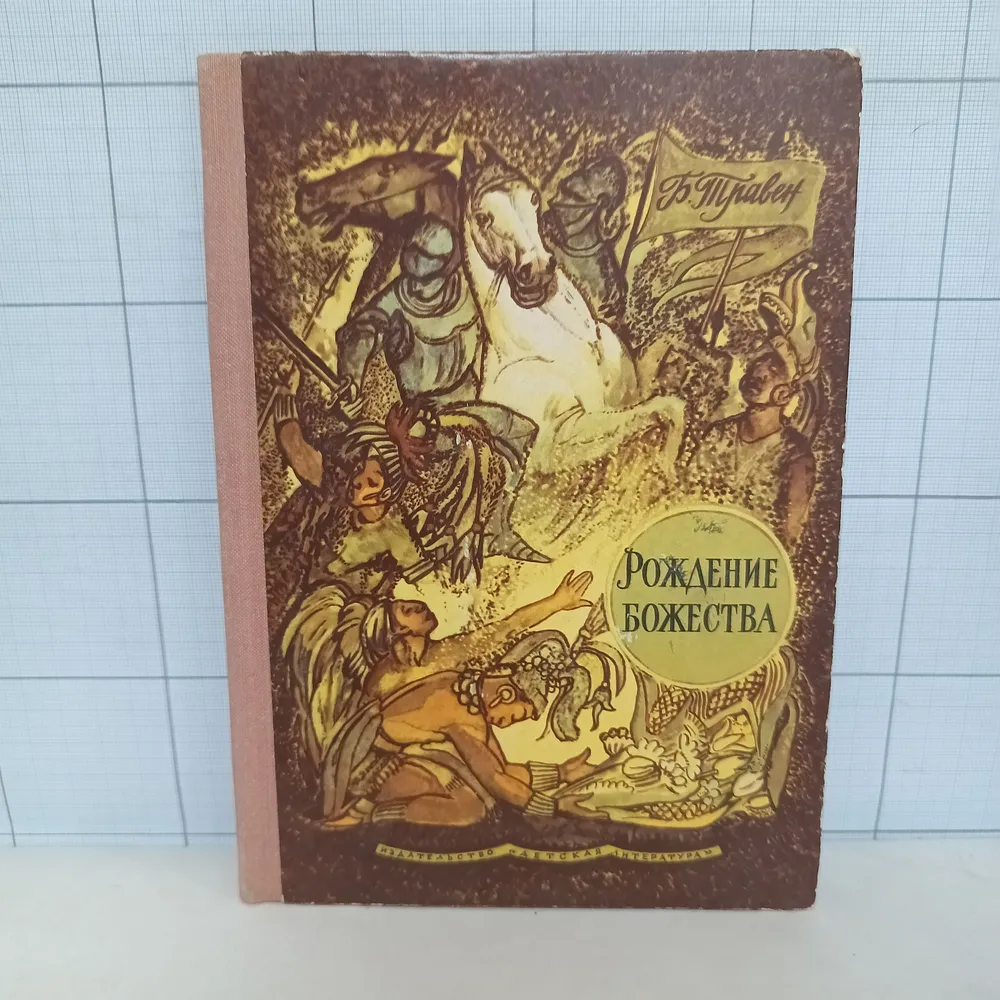 Б. Травен
РОЖДЕНИЕ
БОЖЕСТВА
ИЗДАТЕЛЬСТВО «ДЕТСКАЯ ЛИТЕРАТУРА»